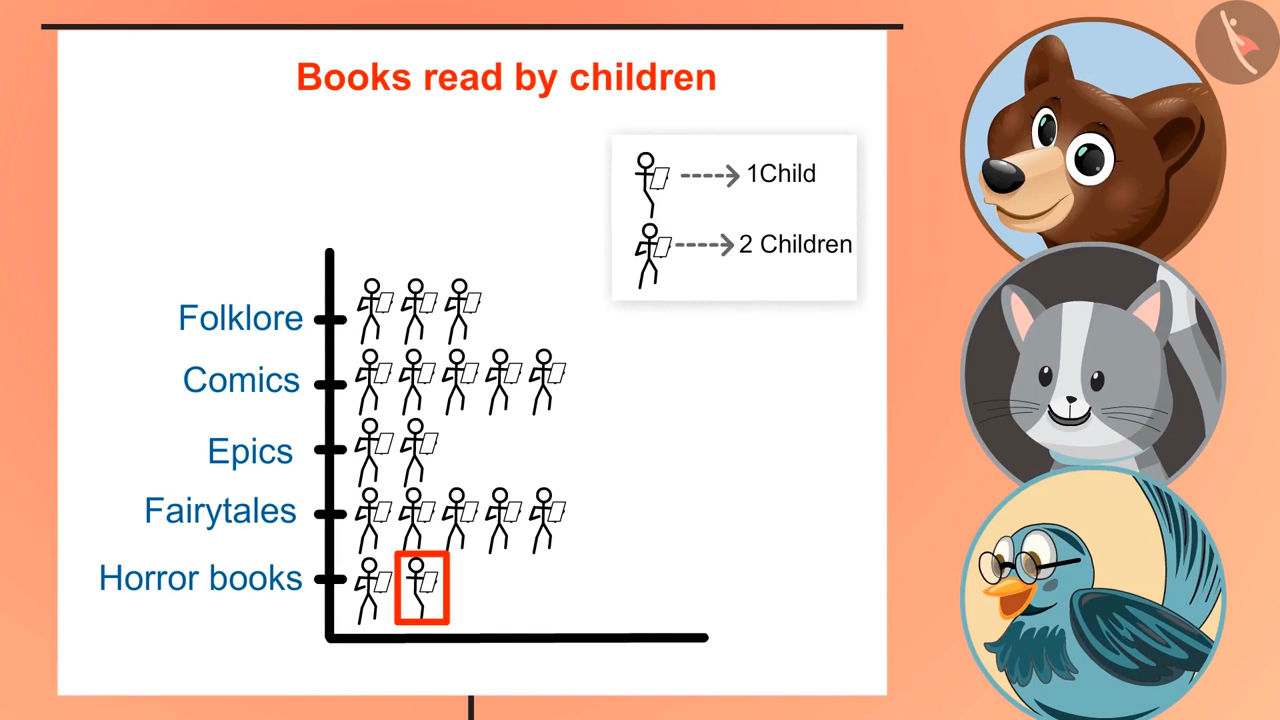 Books read by children
1Child
2 Children
Folklore
Comics
Epics
Fairytales
Horror books